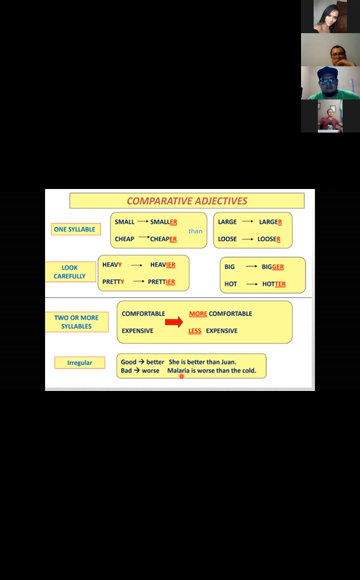 COMPARATIVE ADJECTIVES
ONE SYLLABLE
SMALL → SMALLER
CHEAP → CHEAPER
than
LARGE → LARGER
LOOSE → LOOSER
LOOK CAREFULLY
HEAVY → HEAVIER
PRETTY → PRETTIER
BIG → BIGGER
HOT → HOTTER
TWO OR MORE SYLLABLES
COMFORTABLE → MORE COMFORTABLE
EXPENSIVE LESS EXPENSIVE
Irregular
Good → better She is better than Juan.
Bad → worse Malaria is worse than the cold.